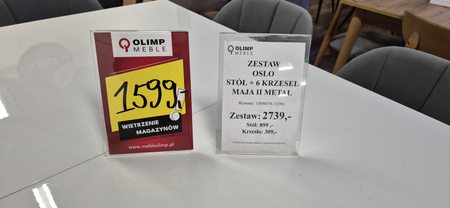 OLIMP
MEBLE
1599,-
WIETRZENIE
MAGAZYNÓW
www.mebleolimp.pl
OLIMP
MEBLE
ZESTAW
OSLO
STÓŁ + 6 KRZESEŁ
MAJA II METAL
Zestaw: 2739,-
Stół: 899 ,-
Krzesło: 309,-